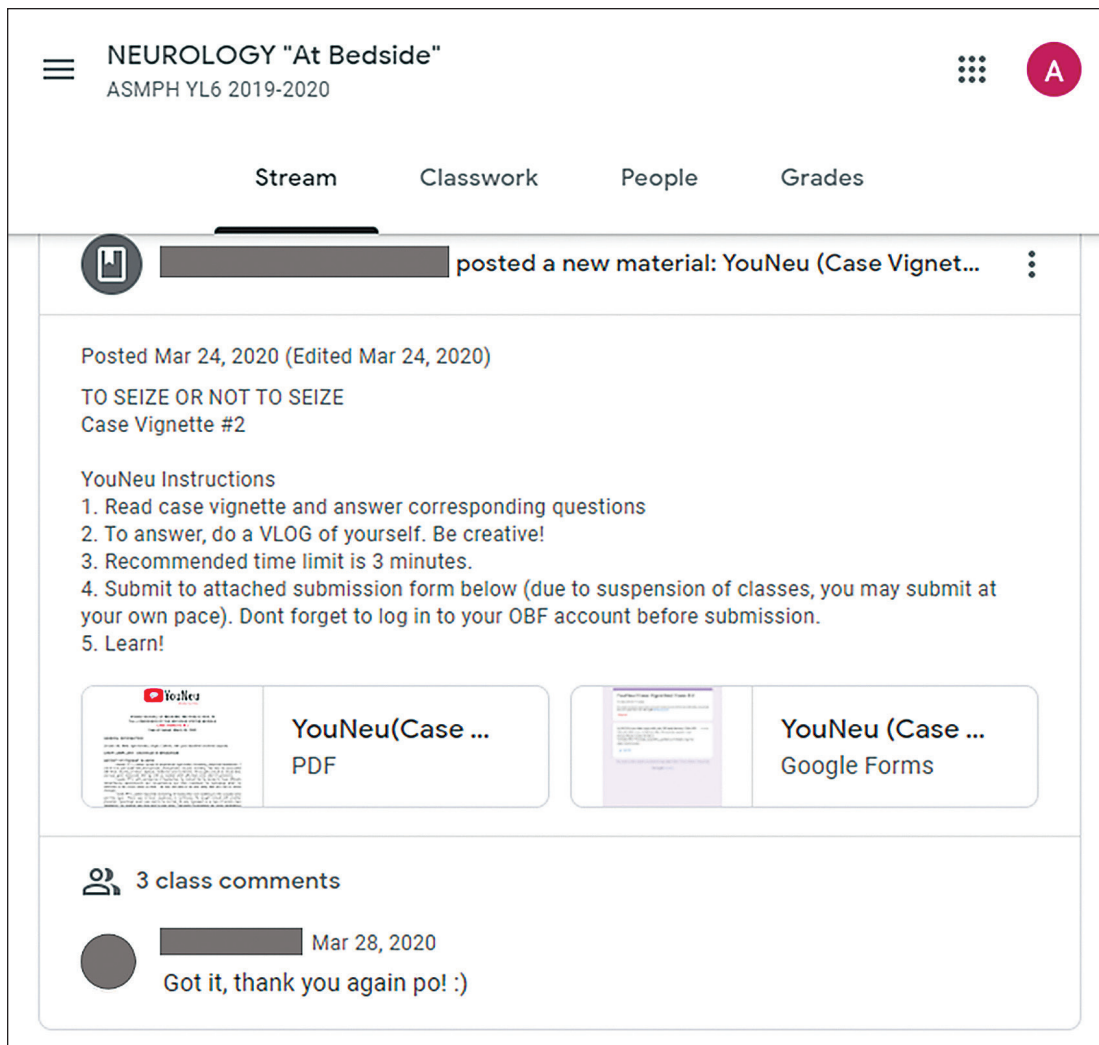 NEUROLOGY "At Bedside"
ASMPH YL6 2019-2020
A
Stream Classwork People Grades
posted a new material: YouNeu (Case Vignet...
Posted Mar 24, 2020 (Edited Mar 24, 2020)
TO SEIZE OR NOT TO SEIZE
Case Vignette #2
YouNeu Instructions
1. Read case vignette and answer corresponding questions
2. To answer, do a VLOG of yourself. Be creative!
3. Recommended time limit is 3 minutes.
4. Submit to attached submission form below (due to suspension of classes, you may submit at
your own pace). Dont forget to log in to your OBF account before submission.
5. Learn!
YouNeu
YouNeu(Case ...
PDF
YouNeu (Case ...
Google Forms
3 class comments
Mar 28, 2020
Got it, thank you again po! :)